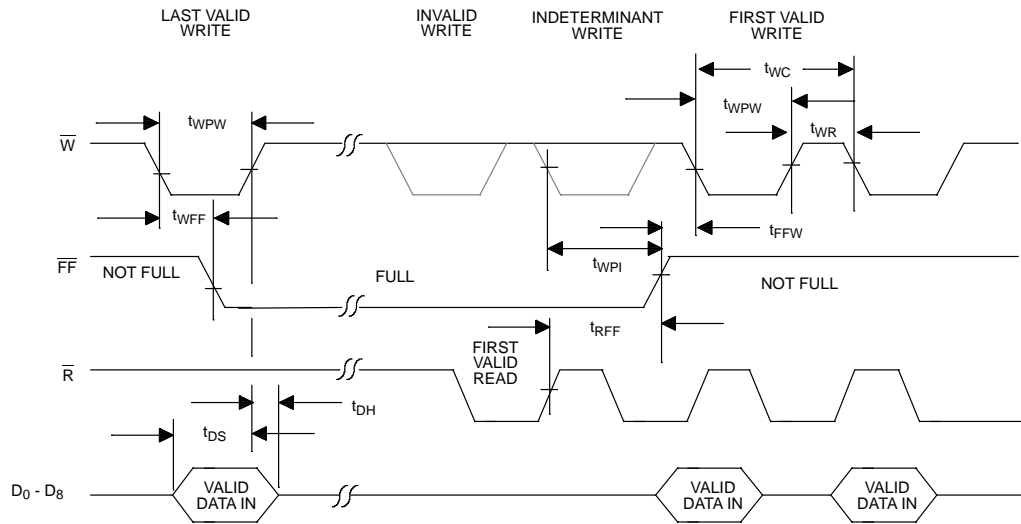 LAST VALID
WRITE
INVALID
WRITE
INDETERMINANT
WRITE
FIRST VALID
WRITE
tWC
tWPW
tWPW
tWR
W
tWFF
tFFW
tWPI
FF
NOT FULL
FULL
NOT FULL
tRFF
FIRST
VALID
READ
R
tDH
tDS
D0 - D8
VALID
DATA IN
VALID
DATA IN
VALID
DATA IN